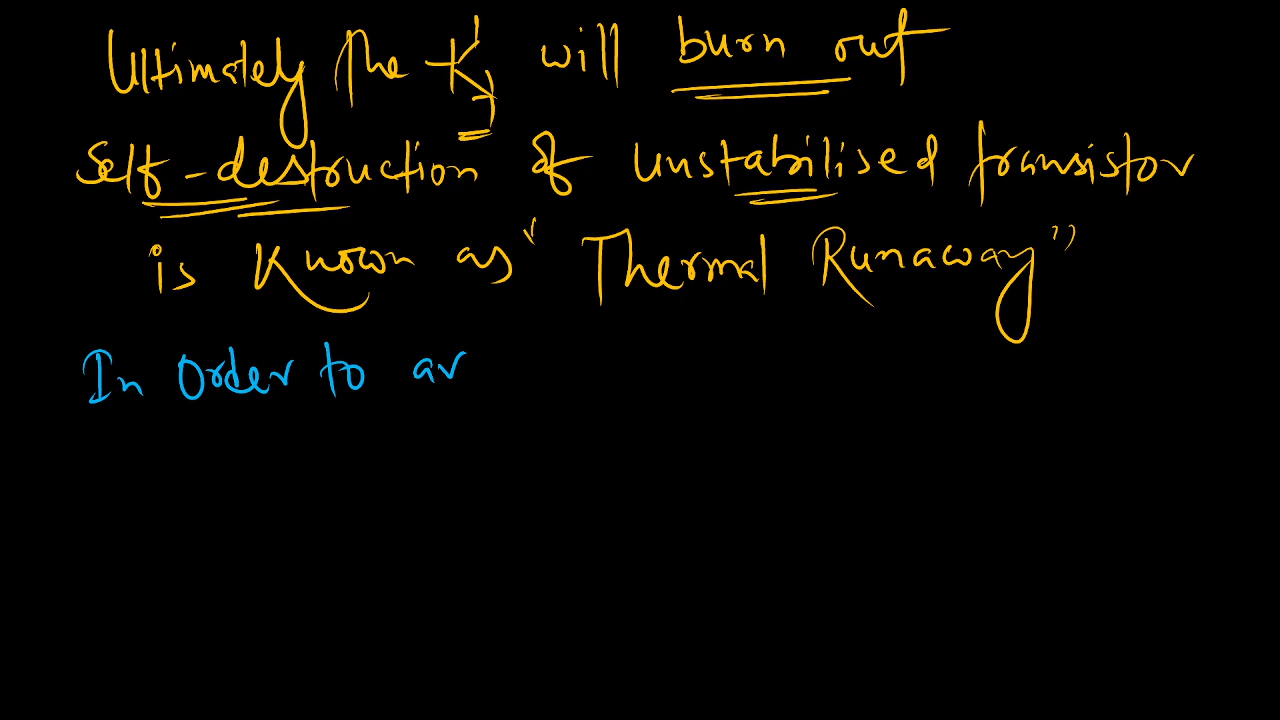 Ultimately the will burn out
Self-destruction of unstabilised transistor
is known as "Thermal Runaway"
In Order to av